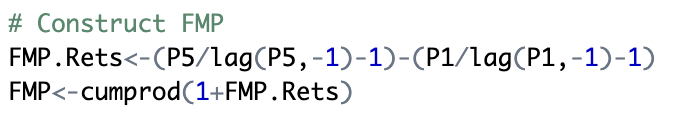 # Construct FMP
FMP.Rets<-(P5/lag(P5,-1)-1)-(P1/lag(P1,-1)-1)
FMP<-cumprod(1+FMP.Rets)